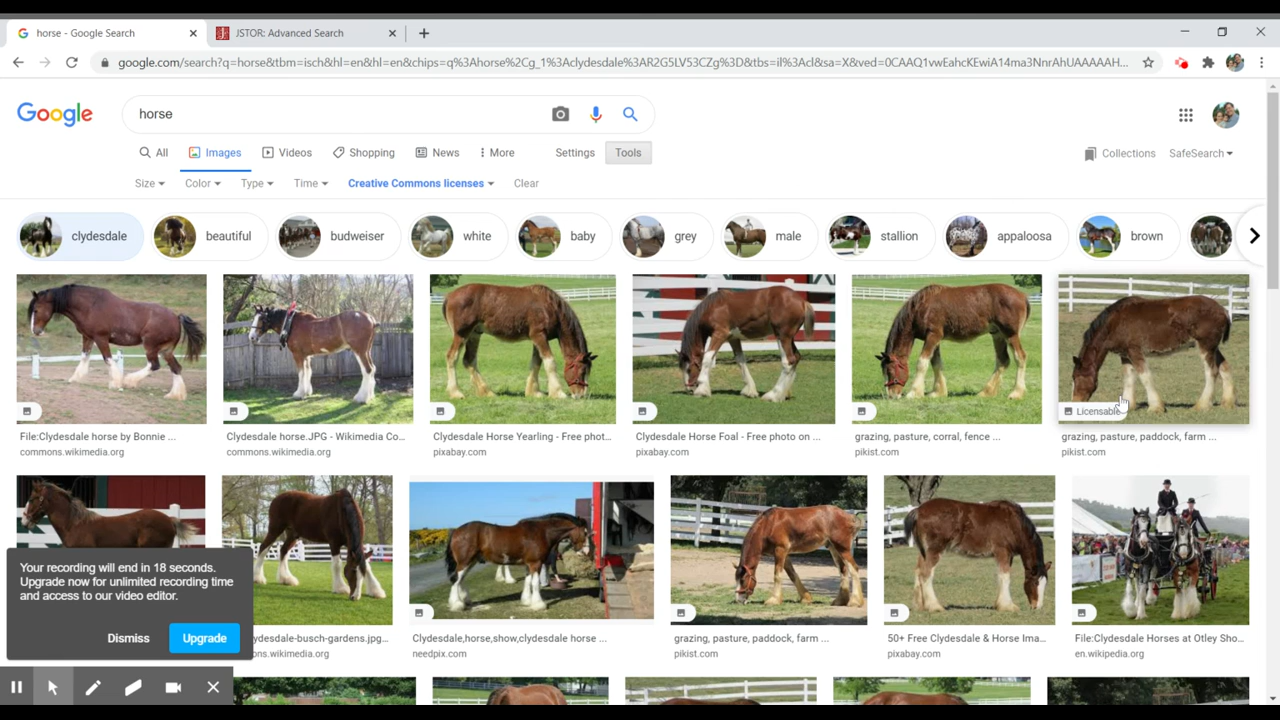 horse - Google Search
JSTOR: Advanced Search
google.com/search?q=horse&tbm=isch&hl=en&hl=en&chips=q%3Ahorse%2Cg_1%3Aclydesdale%3AR2G5LV53CZg%3D&tbs=il%3Acl&sa=X&ved=0CAAQ1vwEahcKEwiA14ma3NnrAhUAAAAAH...
Google
horse
All Images Videos Shopping News More Settings Tools
Collections SafeSearch
Size Color Type Time Creative Commons licenses Clear
clydesdale beautiful budweiser white baby grey male stallion appaloosa brown
Licensable
File:Clydesdale horse by Bonnie ...
commons.wikimedia.org
Clydesdale horse.JPG - Wikimedia Co...
commons.wikimedia.org
Clydesdale Horse Yearling - Free phot...
pixabay.com
Clydesdale Horse Foal - Free photo on ...
pixabay.com
grazing, pasture, corral, fence ...
pikist.com
grazing, pasture, paddock, farm ...
pikist.com
ydesdale-busch-gardens.jpg...
ons.wikimedia.org
Clydesdale,horse,show,clydesdale horse ...
needpix.com
grazing, pasture, paddock, farm ...
pikist.com
50+ Free Clydesdale & Horse Ima...
pixabay.com
File:Clydesdale Horses at Otley Sho...
en.wikipedia.org
Your recording will end in 18 seconds.
Upgrade now for unlimited recording time
and access to our video editor.
Dismiss Upgrade